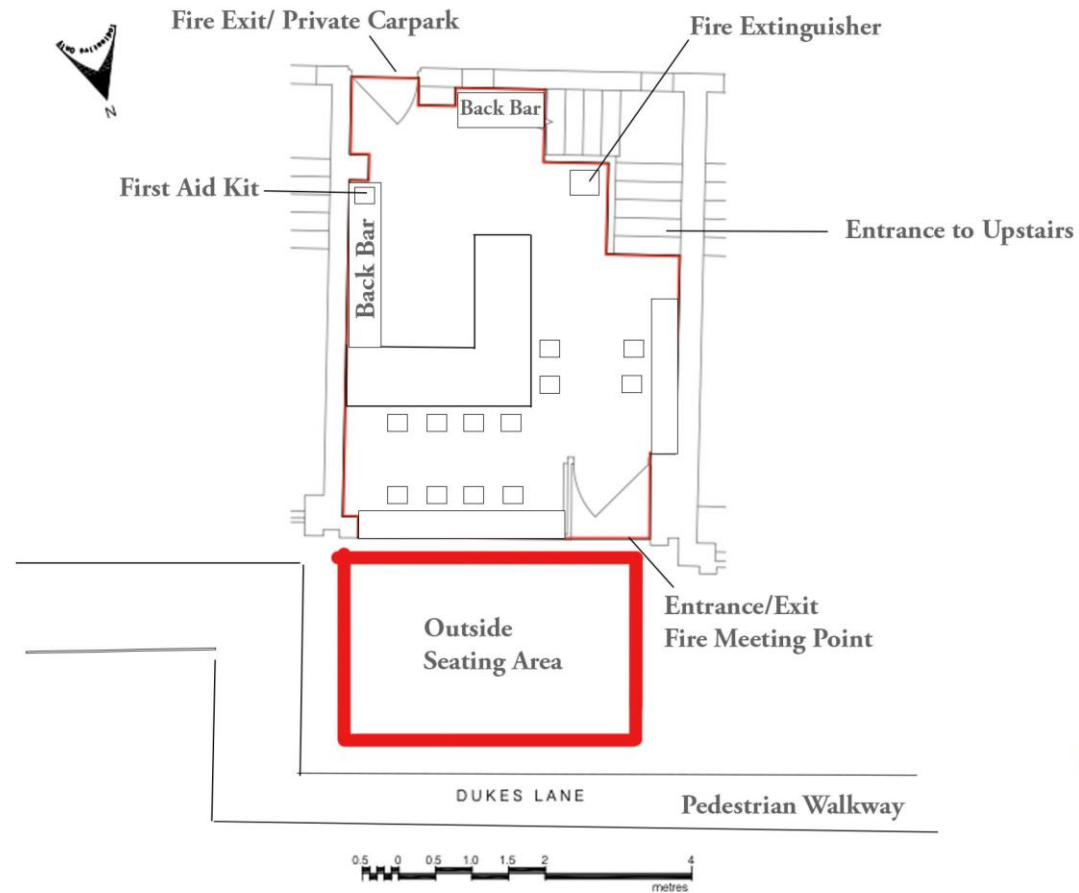 Fire Exit/ Private Carpark
Fire Extinguisher
Indicative Only
N
Back Bar
First Aid Kit
Back Bar
Entrance to Upstairs
Entrance/Exit
Fire Meeting Point
Outside
Seating Area
DUKES LANE
Pedestrian Walkway
0.5 0 0.5 1.0 1.5 2 4
metres